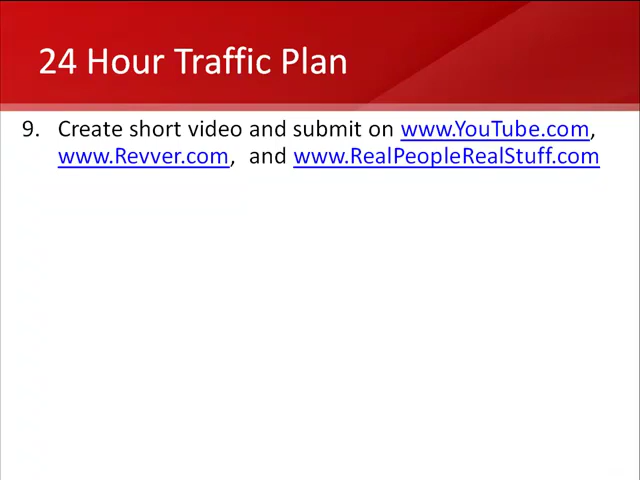 24 Hour Traffic Plan
9. Create short video and submit on www.YouTube.com,
www.Revver.com, and www.RealPeopleRealStuff.com